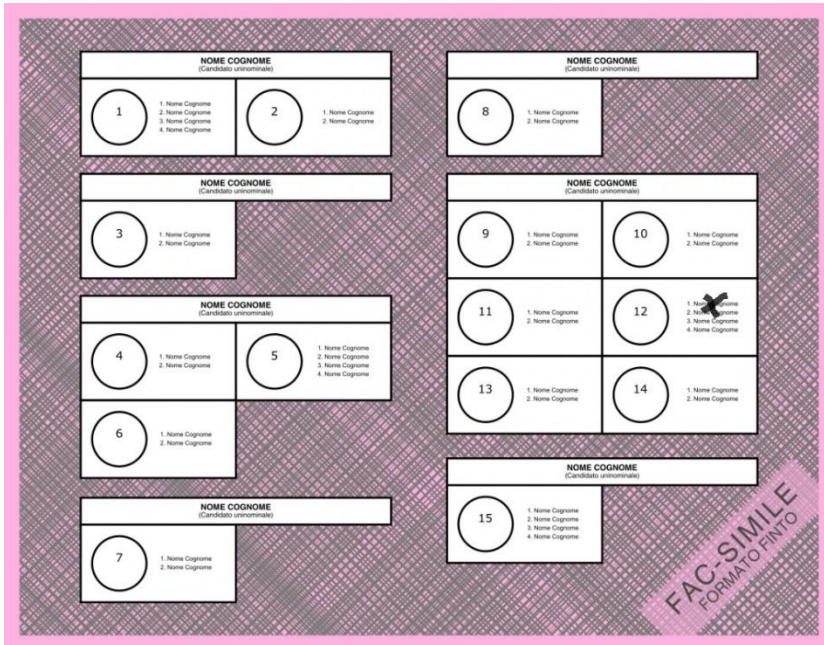 NOME COGNOME
(Candidato uninominale)
1
1. Nome Cognome
2. Nome Cognome
3. Nome Cognome
4. Nome Cognome
2
1. Nome Cognome
2. Nome Cognome
NOME COGNOME
(Candidato uninominale)
3
1. Nome Cognome
2. Nome Cognome
NOME COGNOME
(Candidato uninominale)
4
1. Nome Cognome
2. Nome Cognome
5
1. Nome Cognome
2. Nome Cognome
3. Nome Cognome
4. Nome Cognome
6
1. Nome Cognome
2. Nome Cognome
NOME COGNOME
(Candidato uninominale)
7
1. Nome Cognome
2. Nome Cognome
NOME COGNOME
(Candidato uninominale)
8
1. Nome Cognome
2. Nome Cognome
NOME COGNOME
(Candidato uninominale)
9
1. Nome Cognome
2. Nome Cognome
10
1. Nome Cognome
2. Nome Cognome
11
1. Nome Cognome
2. Nome Cognome
12
1.
2.
3. Nome Cognome
4. Nome Cognome
13
1. Nome Cognome
2. Nome Cognome
14
1. Nome Cognome
2. Nome Cognome
NOME COGNOME
(Candidato uninominale)
15
1. Nome Cognome
2. Nome Cognome
3. Nome Cognome
4. Nome Cognome
FAC-SIMILE
FORMATO FINTO